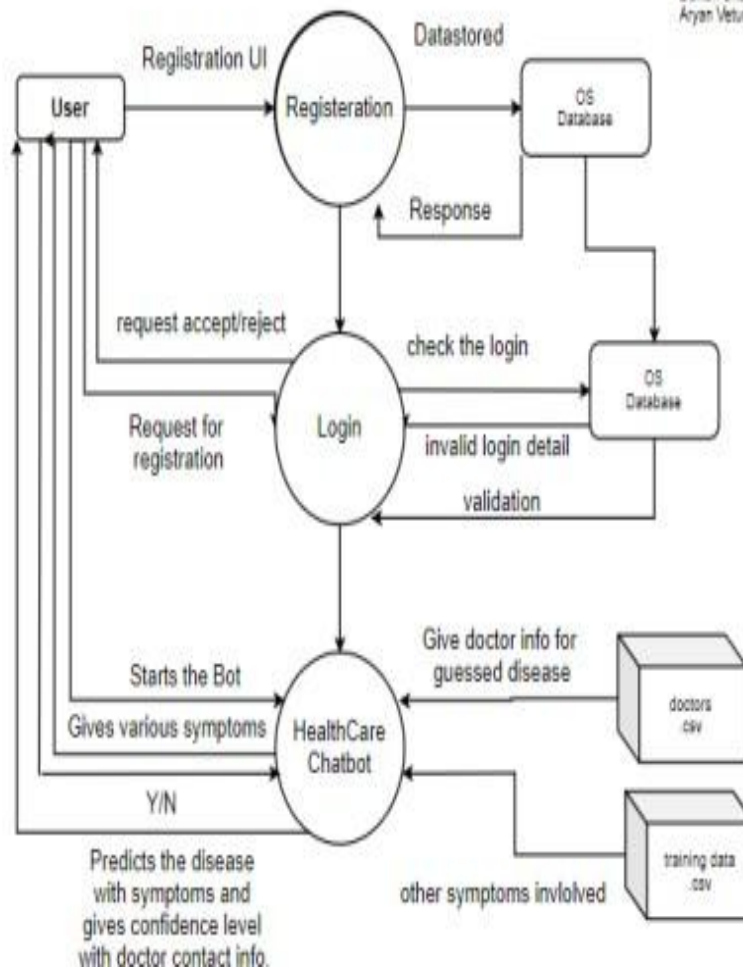 Aryan
Regiistration UI
Datastored
User
Registeration
OS
Database
Response
request accept/reject
check the login
OS
Database
Login
Request for
registration
invalid login detail
validation
Give doctor info for
guessed disease
Starts the Bot
doctors
.csv
Gives various symptoms
HealthCare
Chatbot
Y/N
training data
.csv
Predicts the disease
with symptoms and
gives confidence level
with doctor contact info.
other symptoms invlolved